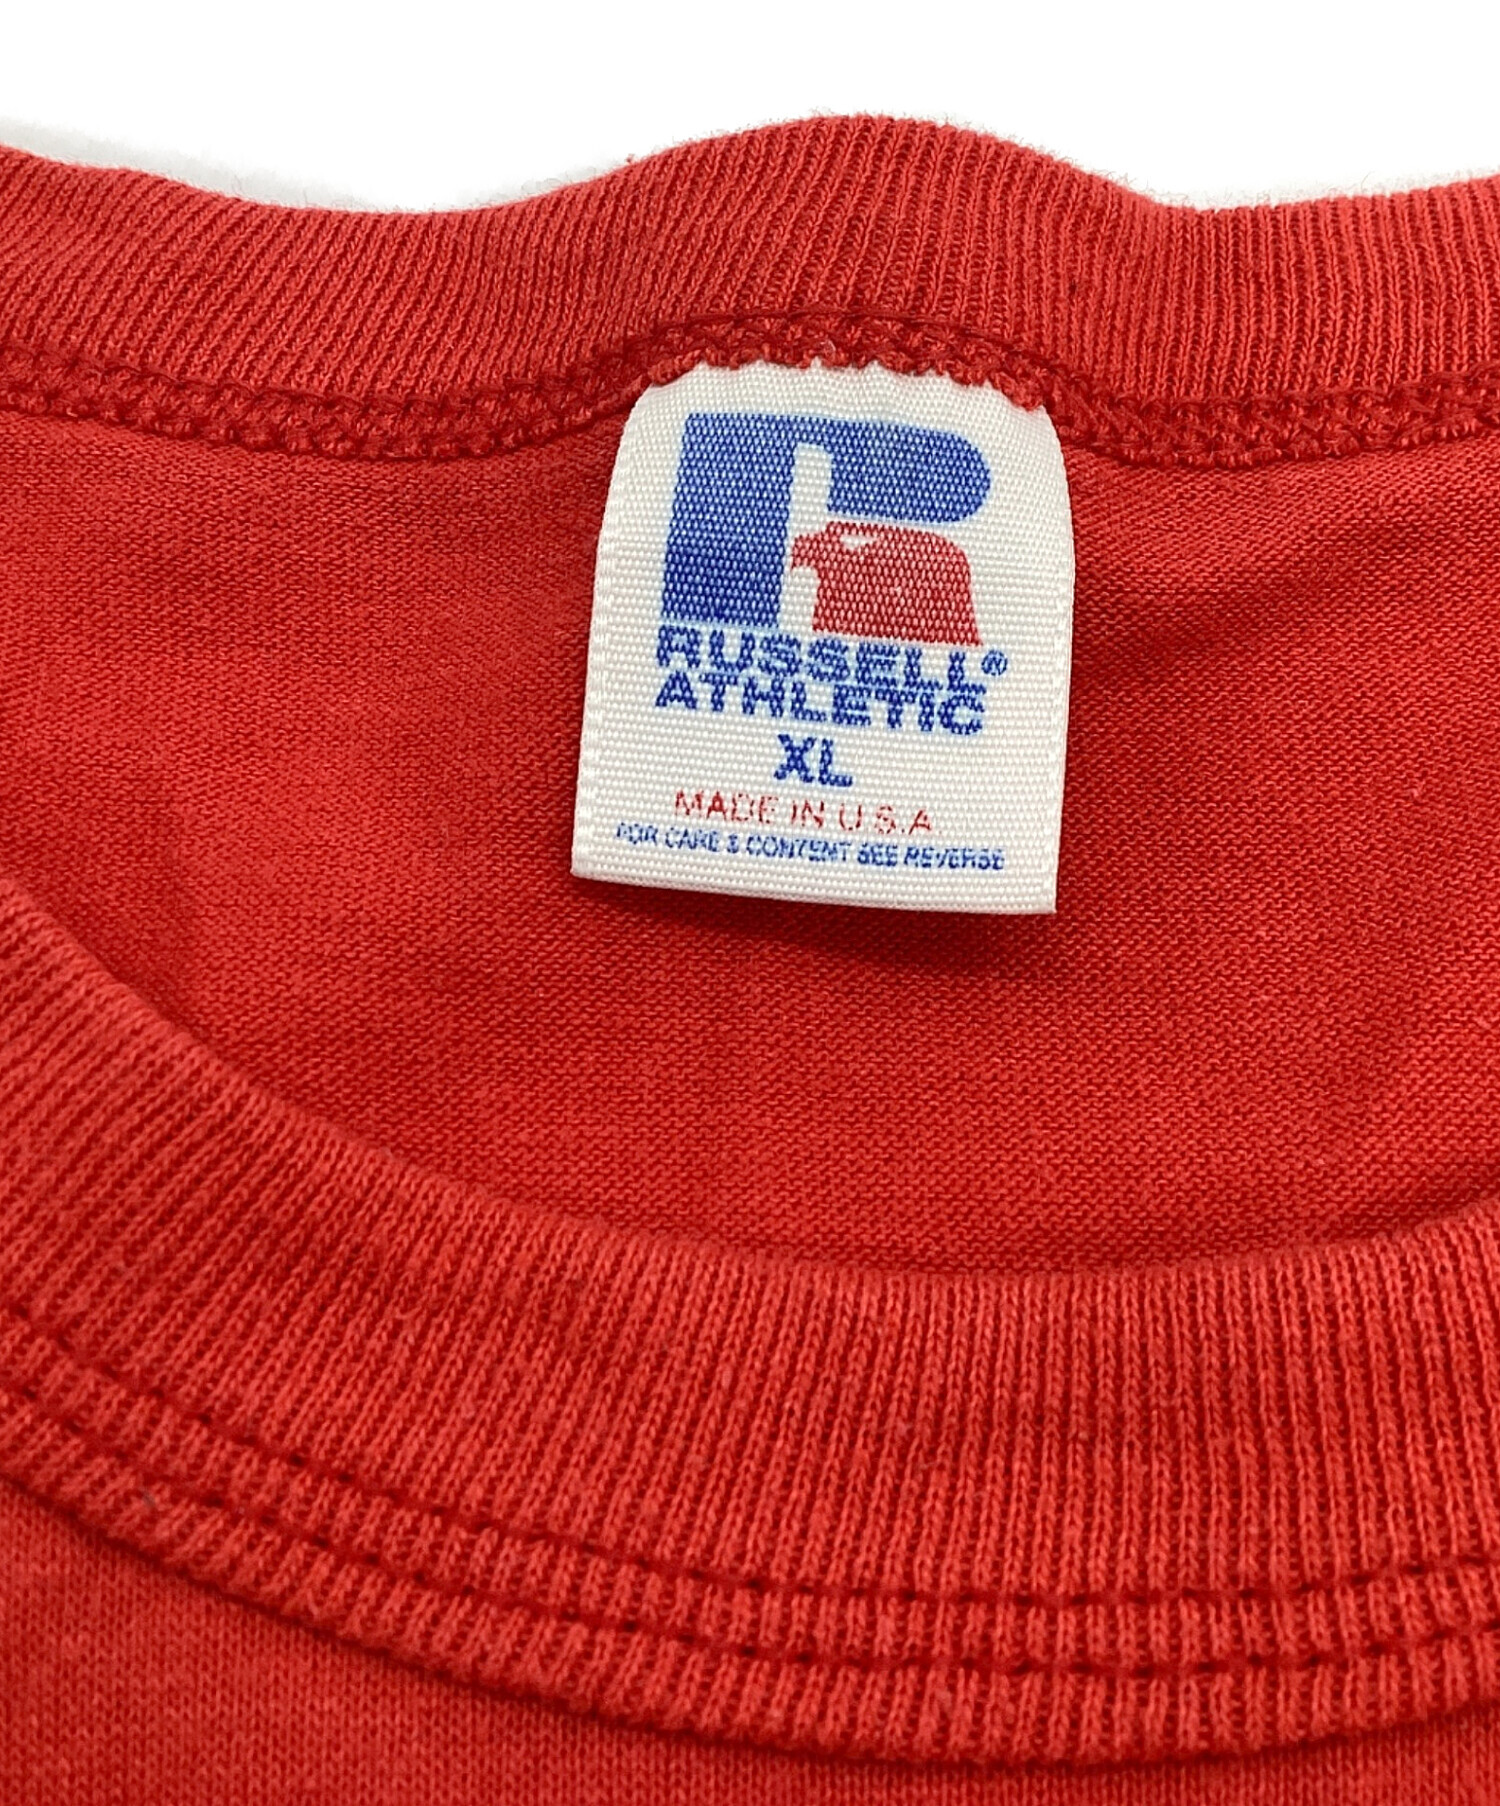 RUSSELL®
ATHLETIC
XL
MADE IN U.S.A.
FOR CARE & CONTENT SEE REVERSE